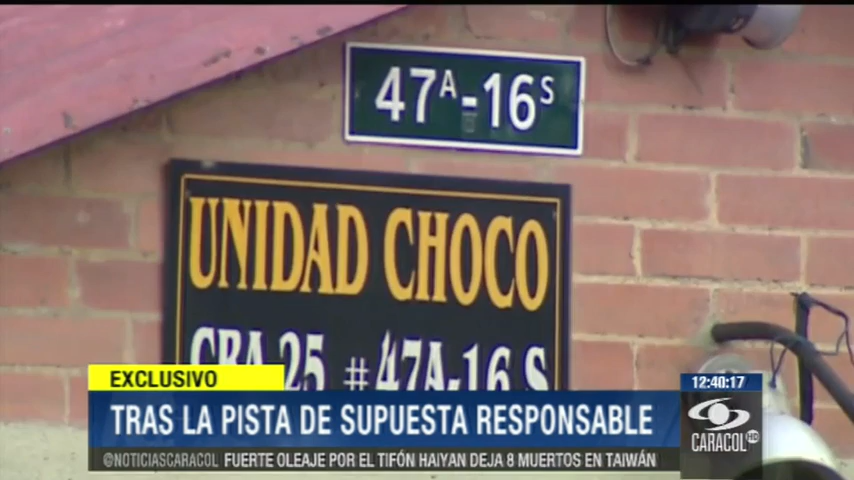 47A-16S
UNIDAD CHOCO
CRA 25 # 47A-16 S
EXCLUSIVO
12:40:17
TRAS LA PISTA DE SUPUESTA RESPONSABLE
CARACOL HD
@NOTICIASCARACOL FUERTE OLEAJE POR EL TIFÓN HAIYAN DEJA 8 MUERTOS EN TAIWÁN